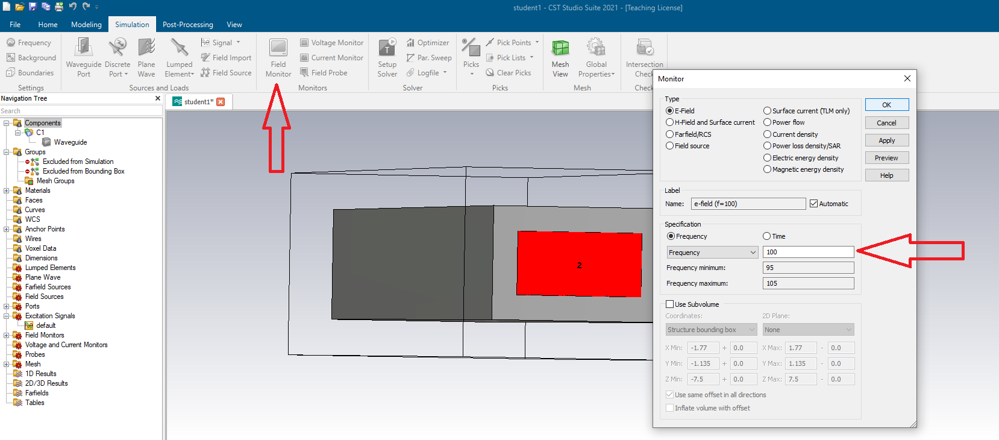 student1 - CST Studio Suite 2021 - [Teaching License]
File Home Modeling Simulation Post-Processing View
Frequency
Background
Boundaries
Settings
Waveguide Port
Discrete Port
Plane Wave
Lumped Element
Signal
Field Import
Field Source
Sources and Loads
Field Monitor
Voltage Monitor
Current Monitor
Field Probe
Monitors
Setup Solver
Optimizer
Par. Sweep
Logfile
Solver
Picks
Pick Points
Pick Lists
Clear Picks
Picks
Mesh View
Global Properties
Mesh
Intersection Check
Check
Navigation Tree
Search
student1*
Components
C1
Waveguide
Groups
Excluded from Simulation
Excluded from Bounding Box
Mesh Groups
Materials
Faces
Curves
WCS
Anchor Points
Wires
Voxel Data
Dimensions
Lumped Elements
Plane Wave
Farfield Sources
Field Sources
Ports
Excitation Signals
default
Field Monitors
Voltage and Current Monitors
Probes
Mesh
1D Results
2D/3D Results
Farfields
Tables
2
Monitor
Type
E-Field
H-Field and Surface current
Farfield/RCS
Field source
Surface current (TLM only)
Power flow
Current density
Power loss density/SAR
Electric energy density
Magnetic energy density
OK
Cancel
Apply
Preview
Help
Label
Name: e-field (f=100) Automatic
Specification
Frequency Time
Frequency 100
Frequency minimum: 95
Frequency maximum: 105
Use Subvolume
Coordinates: 2D Plane:
Structure bounding box None
X Min: -1.77 + 0.0 X Max: 1.77 - 0.0
Y Min: -1.135 + 0.0 Y Max: 1.135 - 0.0
Z Min: -7.5 + 0.0 Z Max: 7.5 - 0.0
Use same offset in all directions
Inflate volume with offset